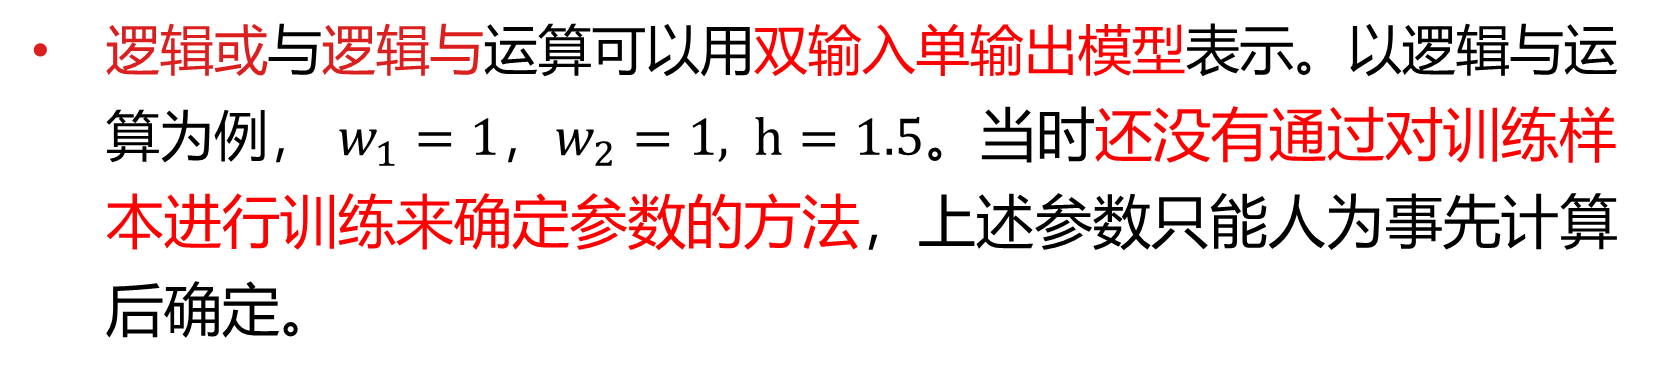 • 逻辑或与逻辑与运算可以用双输入单输出模型表示。以逻辑与运
算为例， w₁ = 1，w₂ = 1, h = 1.5。当时还没有通过对训练样
本进行训练来确定参数的方法，上述参数只能人为事先计算
后确定。